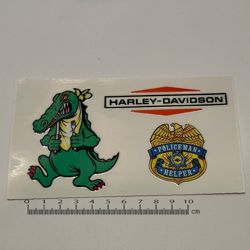 HARLEY-DAVIDSON
POLICEMAN
HELPER
0 1 2 3 4 5 6 7 8 9 10
cm